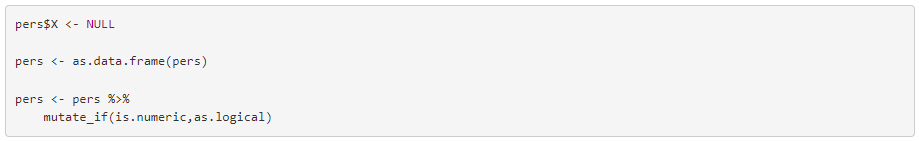 pers$X <- NULL
pers <- as.data.frame(pers)
pers <- pers %>%
    mutate_if(is.numeric,as.logical)